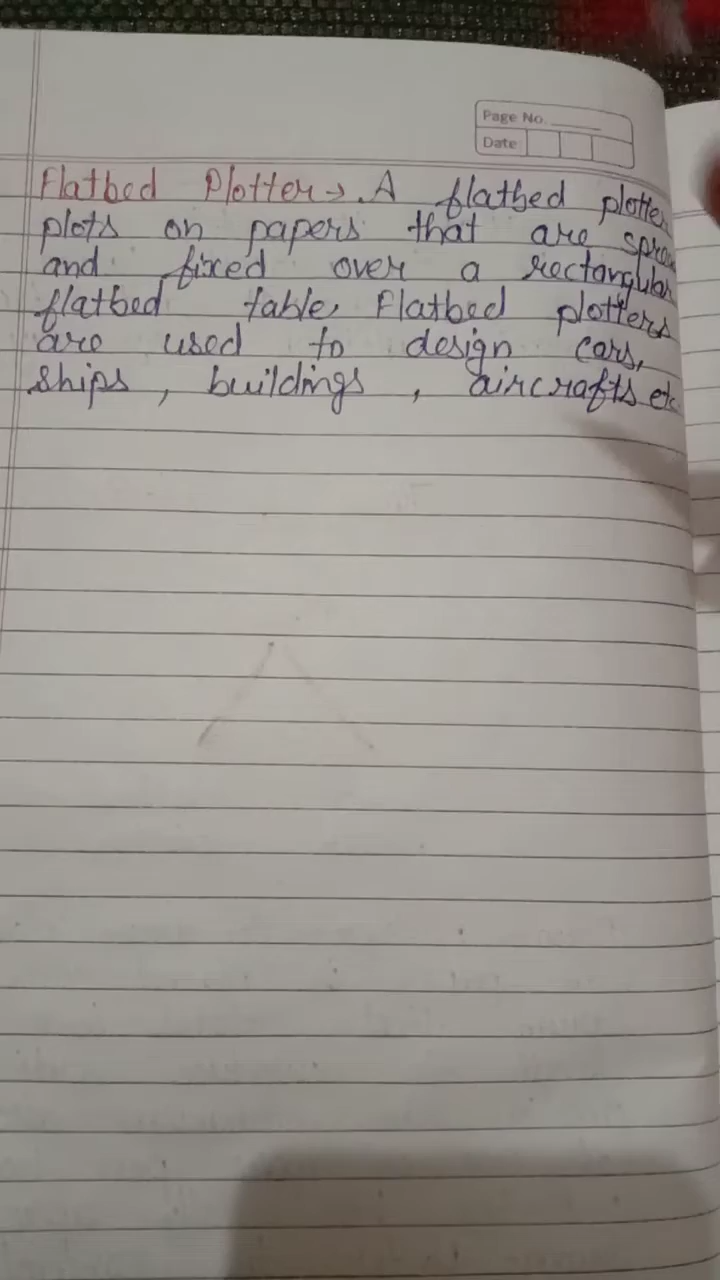 Page No.
Date
Flatbed Plotter → . A flatbed plotter
plots on papers that are sprea
and fixed over a rectangular
flatbed table, Flatbed plotters
are used to design cars,
ships , buildings , aircrafts etc